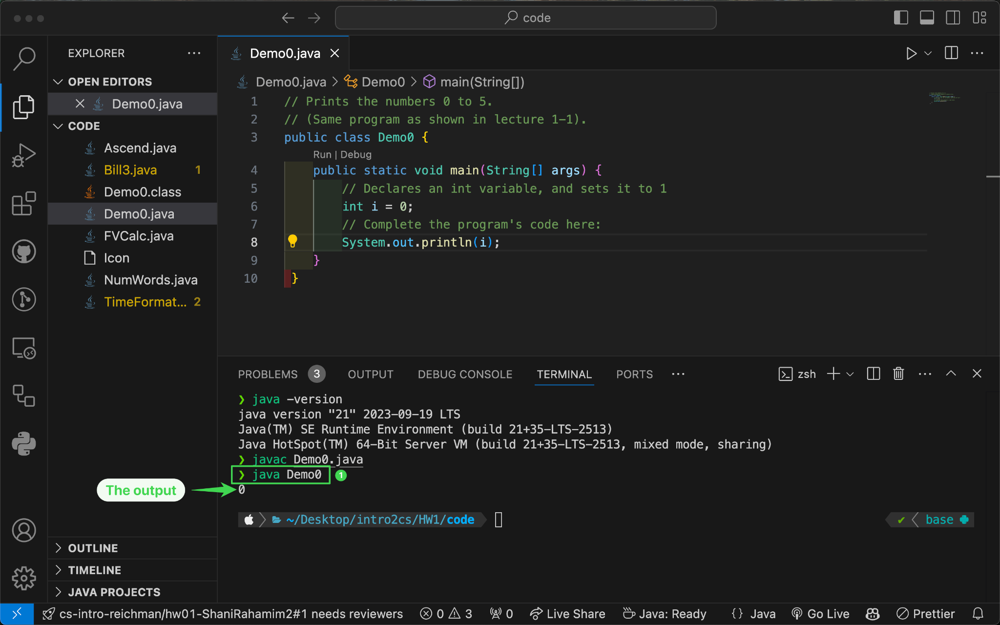 code
EXPLORER
OPEN EDITORS
Demo0.java
CODE
Ascend.java
Bill3.java 1
Demo0.class
Demo0.java
FVCalc.java
Icon
NumWords.java
TimeFormat... 2
OUTLINE
TIMELINE
JAVA PROJECTS
Demo0.java
Demo0.java > Demo0 > main(String[])
1 // Prints the numbers 0 to 5.
2 // (Same program as shown in lecture 1-1).
3 public class Demo0 {
Run | Debug
4 public static void main(String[] args) {
5 // Declares an int variable, and sets it to 1
6 int i = 0;
7 // Complete the program's code here:
8 System.out.println(i);
9 }
10 }
PROBLEMS 3 OUTPUT DEBUG CONSOLE TERMINAL PORTS ... zsh
❯ java -version
java version "21" 2023-09-19 LTS
Java(TM) SE Runtime Environment (build 21+35-LTS-2513)
Java HotSpot(TM) 64-Bit Server VM (build 21+35-LTS-2513, mixed mode, sharing)
❯ javac Demo0.java
❯ java Demo0 1
The output
0
~/Desktop/intro2cs/HW1/code
✔ base
cs-intro-reichman/hw01-ShaniRahamim2#1 needs reviewers 0 3 0 Live Share Java: Ready {} Java Go Live Prettier